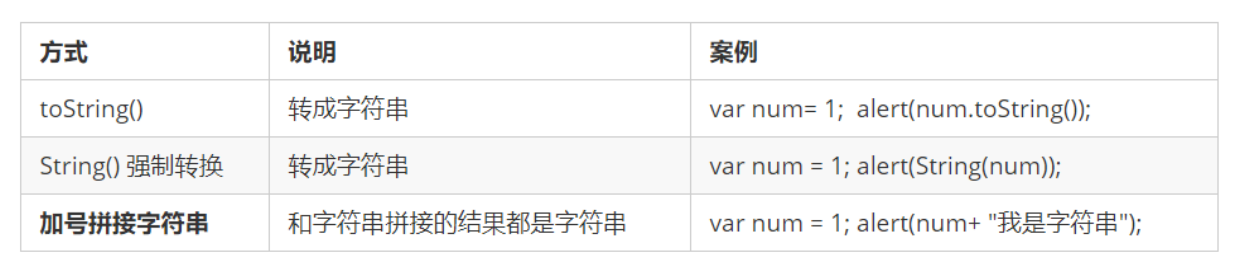 方式 说明 案例
toString() 转成字符串 var num= 1;  alert(num.toString());
String() 强制转换 转成字符串 var num = 1; alert(String(num));
加号拼接字符串 和字符串拼接的结果都是字符串 var num = 1; alert(num+ "我是字符串");